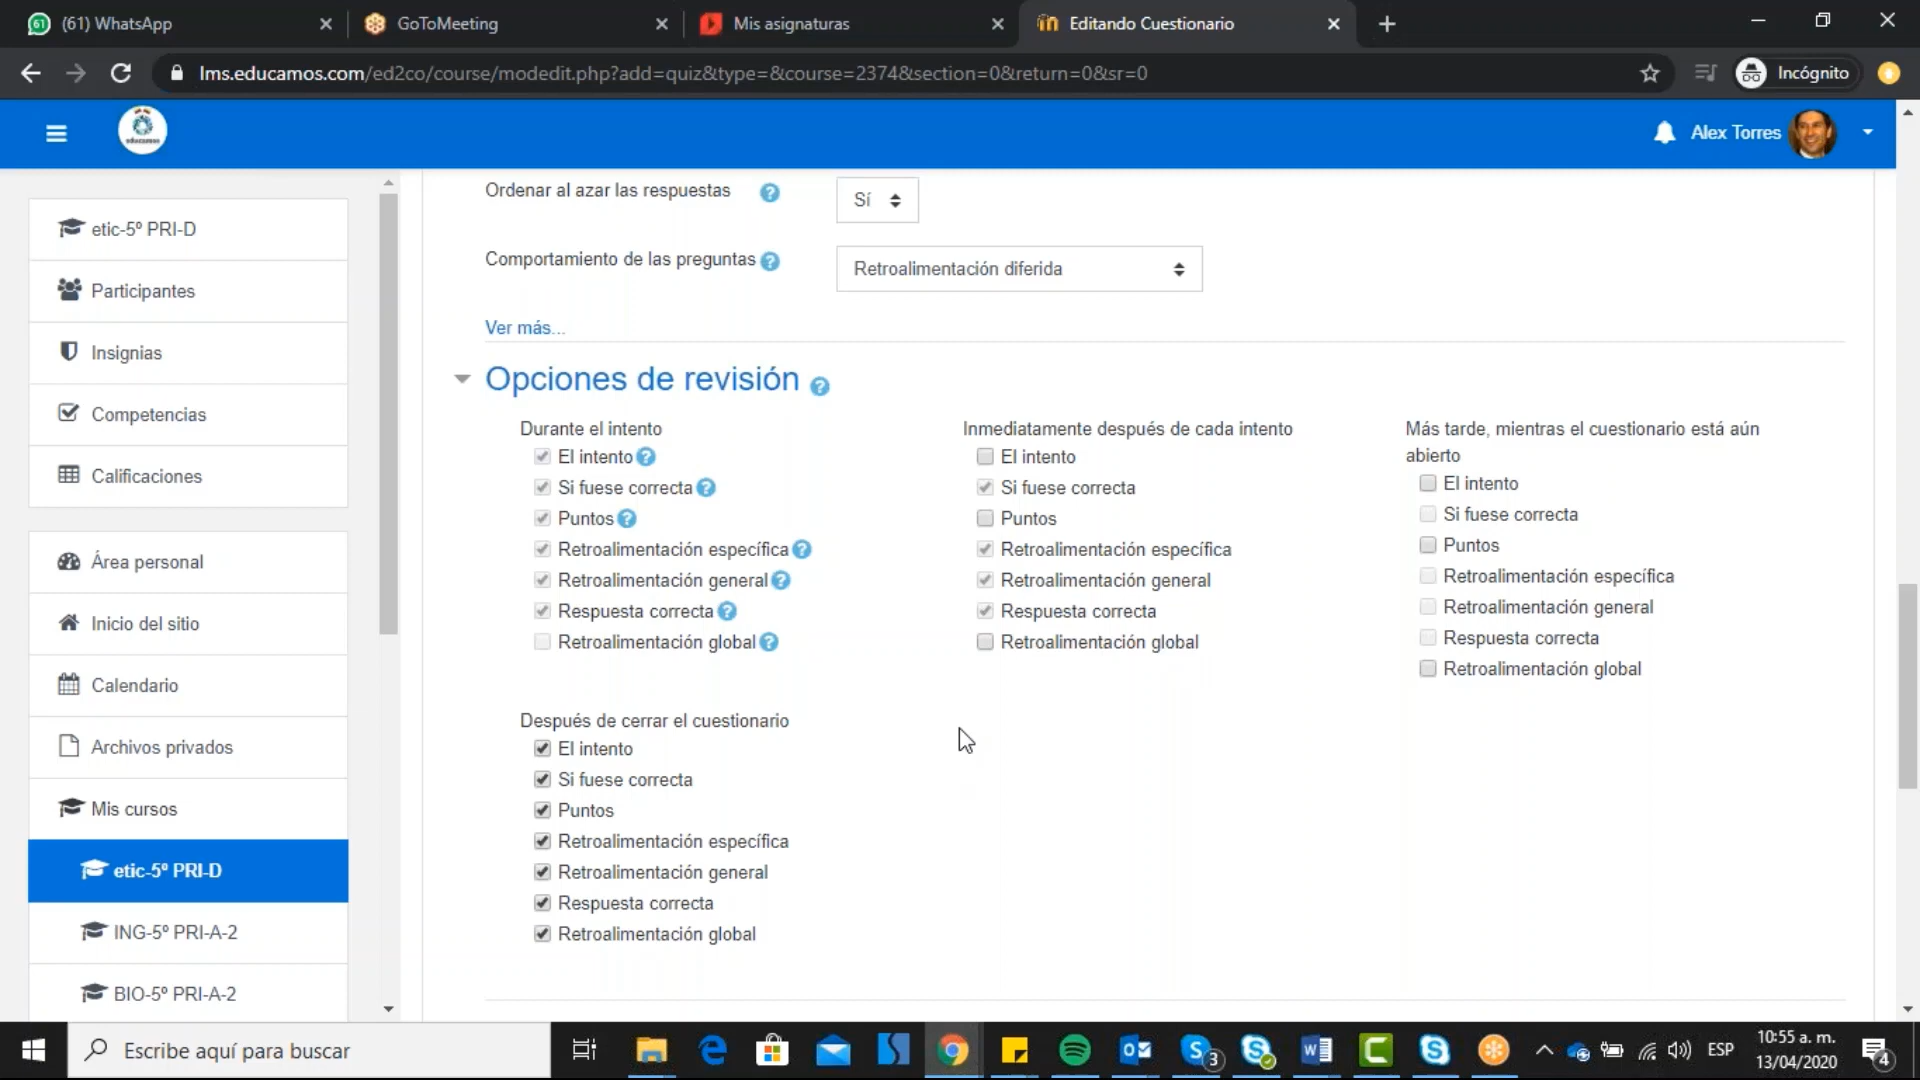 (61) WhatsApp
GoToMeeting
Mis asignaturas
Editando Cuestionario
lms.educamos.com/ed2co/course/modedit.php?add=quiz&type=&course=2374&section=0&return=0&sr=0
Incógnito
Alex Torres
etic-5º PRI-D
Participantes
Insignias
Competencias
Calificaciones
Área personal
Inicio del sitio
Calendario
Archivos privados
Mis cursos
etic-5º PRI-D
ING-5º PRI-A-2
BIO-5º PRI-A-2
Ordenar al azar las respuestas
Sí
Comportamiento de las preguntas
Retroalimentación diferida
Ver más...
Opciones de revisión
Durante el intento
El intento
Si fuese correcta
Puntos
Retroalimentación específica
Retroalimentación general
Respuesta correcta
Retroalimentación global
Inmediatamente después de cada intento
El intento
Si fuese correcta
Puntos
Retroalimentación específica
Retroalimentación general
Respuesta correcta
Retroalimentación global
Más tarde, mientras el cuestionario está aún
abierto
El intento
Si fuese correcta
Puntos
Retroalimentación específica
Retroalimentación general
Respuesta correcta
Retroalimentación global
Después de cerrar el cuestionario
El intento
Si fuese correcta
Puntos
Retroalimentación específica
Retroalimentación general
Respuesta correcta
Retroalimentación global
Escribe aquí para buscar
3
ESP
10:55 a. m.
13/04/2020
4